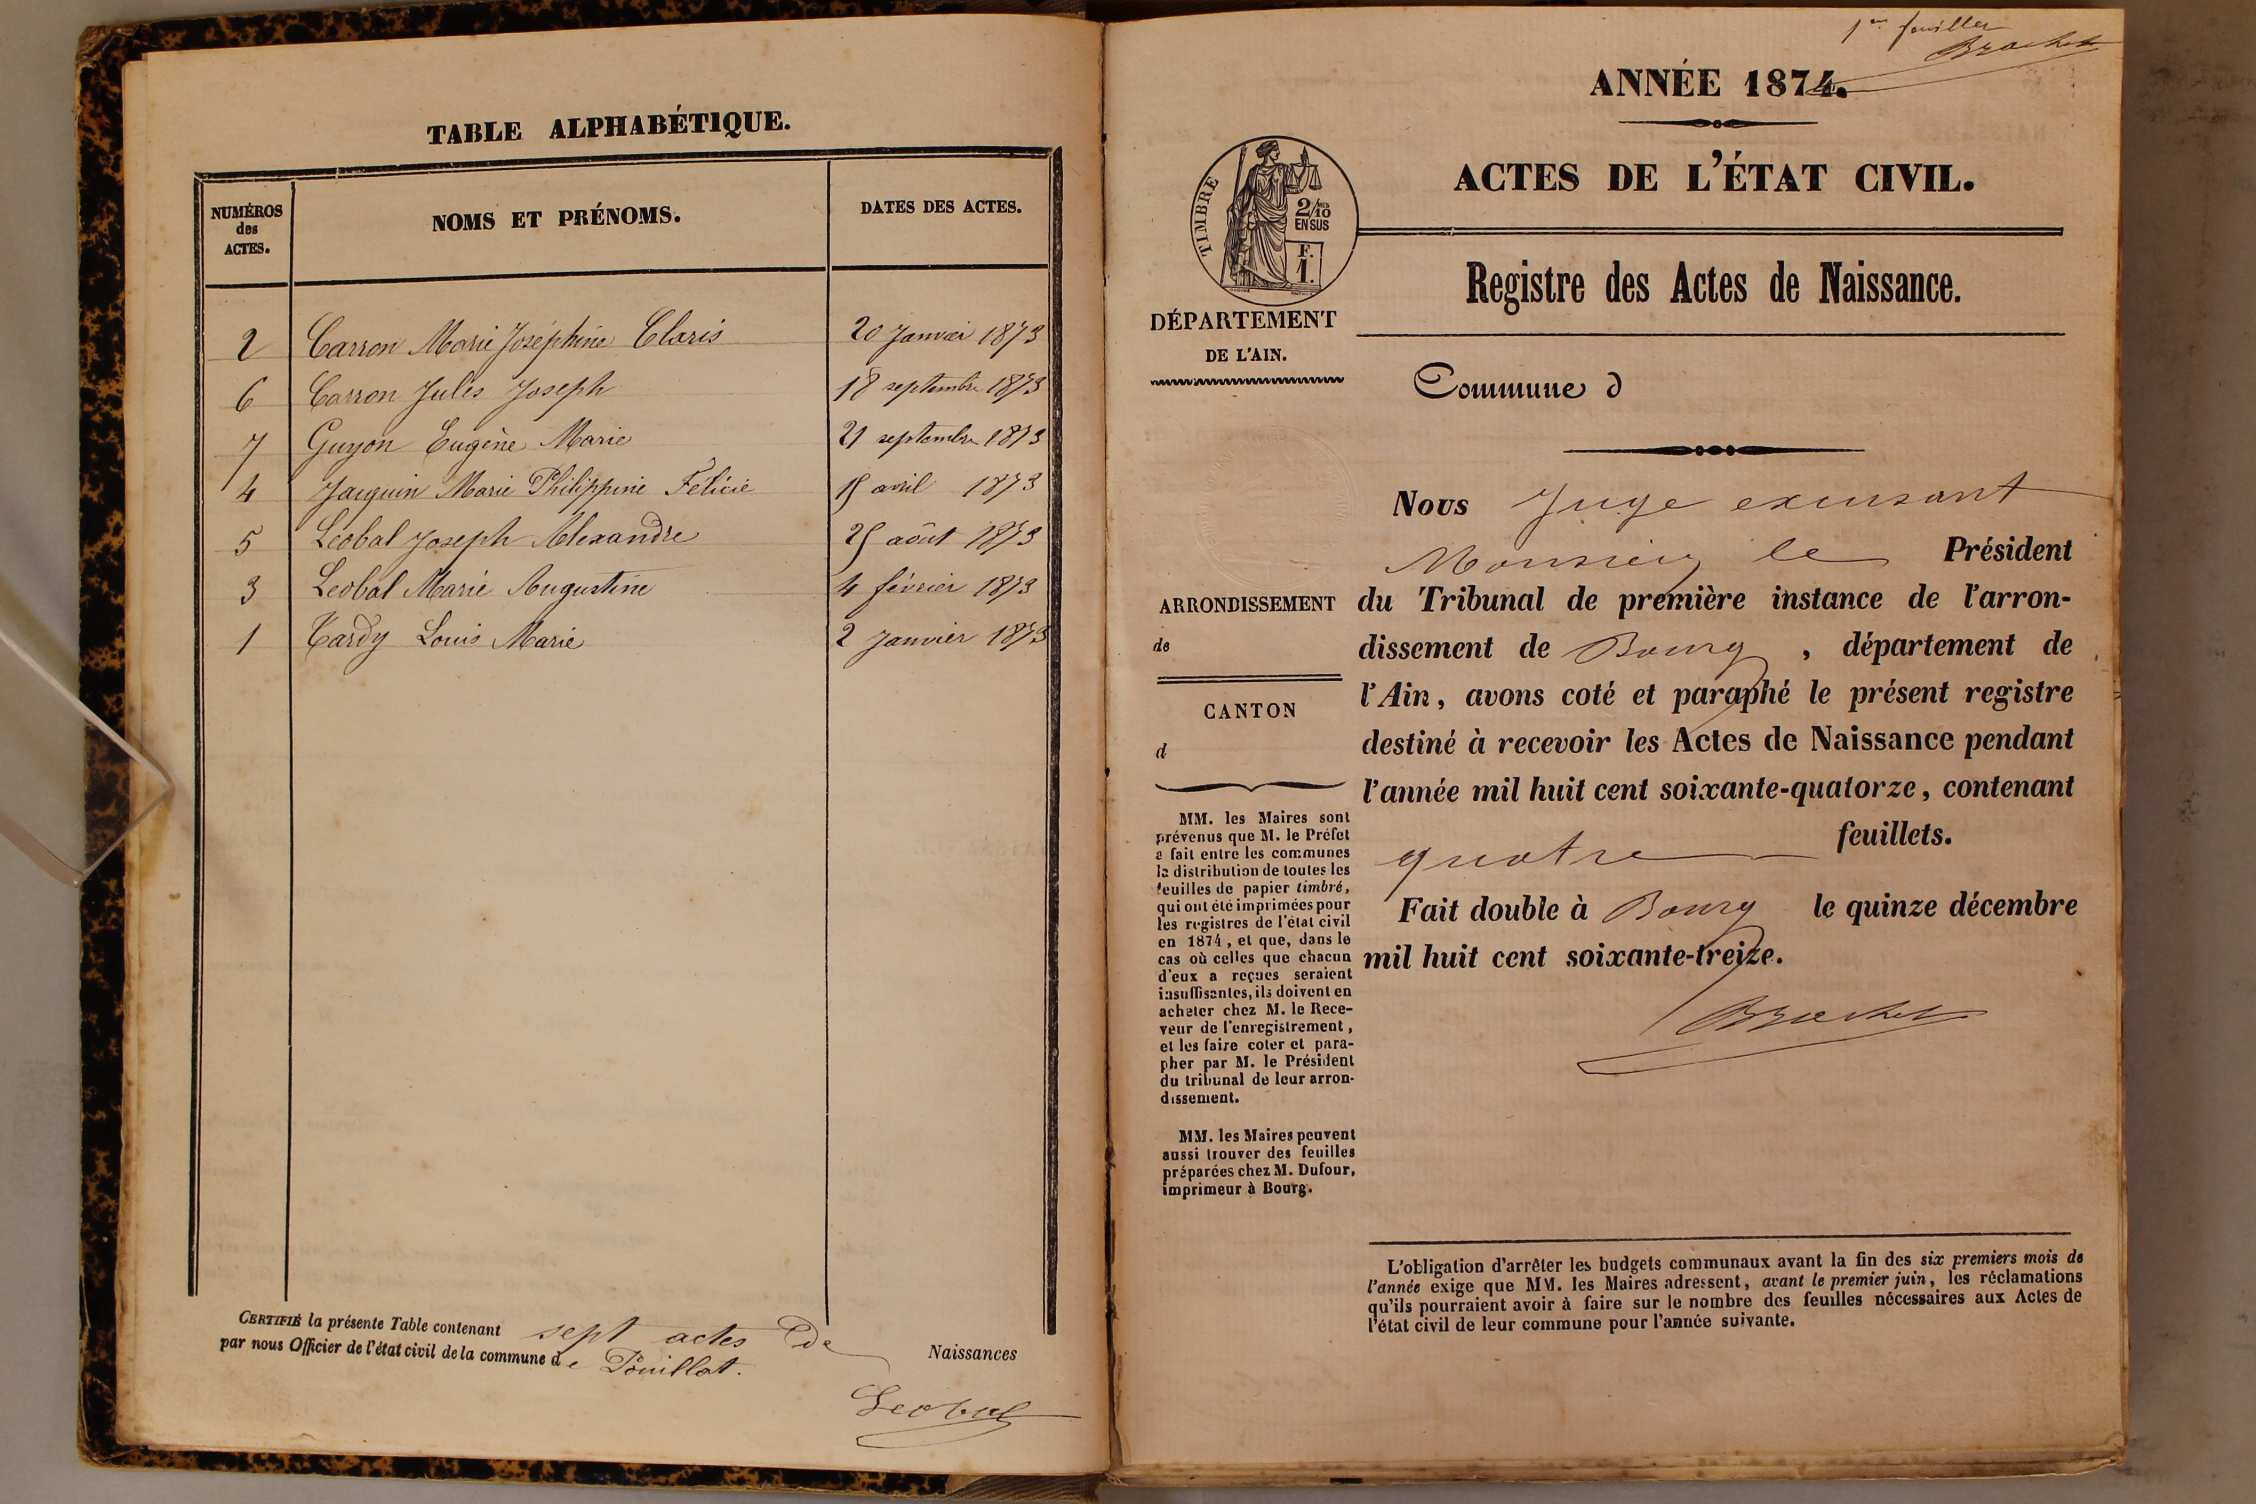 TABLE ALPHABÉTIQUE.
NUMÉROS
des
ACTES.
NOMS ET PRÉNOMS.
DATES DES ACTES.
2 Carron Marie Joséphine Claris 20 Janvier 1873
6 Carron Jules Joseph 18 septembre 1873
7 Guyon Eugène Marie 21 septembre 1873
4 Jacquin Marie Philippine Félicie 15 avril 1873
5 Léobal Joseph Alexandre 25 août 1873
3 Leobal Marie Augustine 4 février 1873
1 Tardy Louis Marie 2 Janvier 1873
CERTIFIÉ la présente Table contenant sept actes de Naissances
par nous Officier de l'état civil de la commune de Pouillat.
Leobal
1er feuillet
Brochet
ANNÉE 1874.
ACTES DE L'ÉTAT CIVIL.
TIMBRE
2/10
EN SUS
F.
1.
Registre des Actes de Naissance.
DÉPARTEMENT
DE L'AIN.
Commune d
Nous Juge
Monsieur le Président
du Tribunal de première instance de l'arron-
dissement de Bourg, département de
l'Ain, avons coté et paraphé le présent registre
destiné à recevoir les Actes de Naissance pendant
l'année mil huit cent soixante-quatorze, contenant
quatre feuillets.
Fait double à Bourg le quinze décembre
mil huit cent soixante-treize.
Brochet
ARRONDISSEMENT
de
CANTON
d
MM. les Maires sont
prévenus que M. le Préfet
a fait entre les communes
la distribution de toutes les
feuilles de papier timbré,
qui ont été imprimées pour
les registres de l'état civil
en 1874, et que, dans le
cas où celles que chacun
d'eux a reçues seraient
insuffisantes, ils doivent en
acheter chez M. le Rece-
veur de l'enregistrement,
et les faire coter et para-
pher par M. le Président
du tribunal de leur arron-
dissement.
MM. les Maires peuvent
aussi trouver des feuilles
préparées chez M. Dufour,
imprimeur à Bourg.
L'obligation d'arrêter les budgets communaux avant la fin des six premiers mois de
l'année exige que MM. les Maires adressent, avant le premier juin, les réclamations
qu'ils pourraient avoir à faire sur le nombre des feuilles nécessaires aux Actes de
l'état civil de leur commune pour l'année suivante.